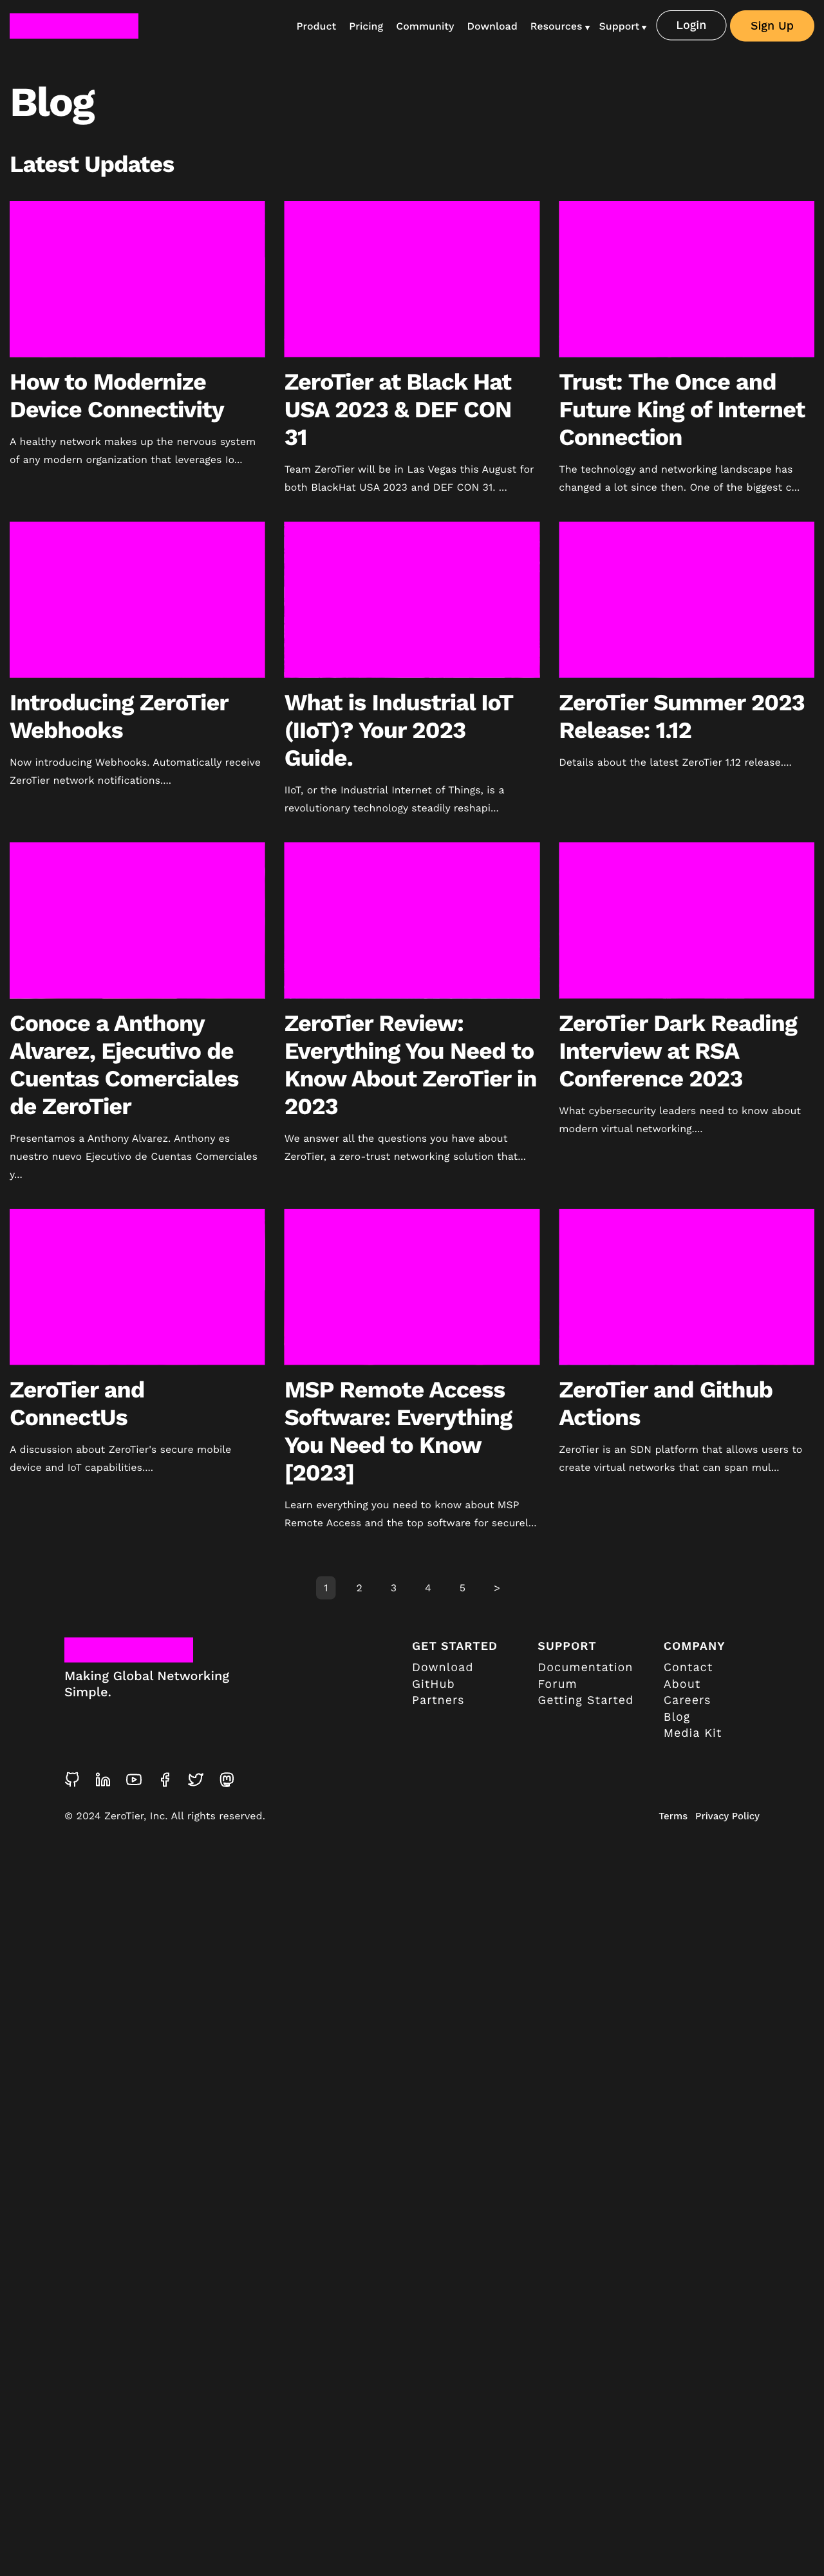 Product Pricing Community Download Resources ▾ Support ▾ Login Sign Up
Blog
Latest Updates
How to Modernize
Device Connectivity
A healthy network makes up the nervous system
of any modern organization that leverages Io...
ZeroTier at Black Hat
USA 2023 & DEF CON
31
Team ZeroTier will be in Las Vegas this August for
both BlackHat USA 2023 and DEF CON 31. ...
Trust: The Once and
Future King of Internet
Connection
The technology and networking landscape has
changed a lot since then. One of the biggest c...
Introducing ZeroTier
Webhooks
Now introducing Webhooks. Automatically receive
ZeroTier network notifications....
What is Industrial IoT
(IIoT)? Your 2023
Guide.
IIoT, or the Industrial Internet of Things, is a
revolutionary technology steadily reshapi...
ZeroTier Summer 2023
Release: 1.12
Details about the latest ZeroTier 1.12 release....
Conoce a Anthony
Alvarez, Ejecutivo de
Cuentas Comerciales
de ZeroTier
Presentamos a Anthony Alvarez. Anthony es
nuestro nuevo Ejecutivo de Cuentas Comerciales
y...
ZeroTier Review:
Everything You Need to
Know About ZeroTier in
2023
We answer all the questions you have about
ZeroTier, a zero-trust networking solution that...
ZeroTier Dark Reading
Interview at RSA
Conference 2023
What cybersecurity leaders need to know about
modern virtual networking....
ZeroTier and
ConnectUs
A discussion about ZeroTier's secure mobile
device and IoT capabilities....
MSP Remote Access
Software: Everything
You Need to Know
[2023]
Learn everything you need to know about MSP
Remote Access and the top software for securel...
ZeroTier and Github
Actions
ZeroTier is an SDN platform that allows users to
create virtual networks that can span mul...
1 2 3 4 5 >
Making Global Networking
Simple.
GET STARTED
Download
GitHub
Partners
SUPPORT
Documentation
Forum
Getting Started
COMPANY
Contact
About
Careers
Blog
Media Kit
© 2024 ZeroTier, Inc. All rights reserved.
Terms Privacy Policy